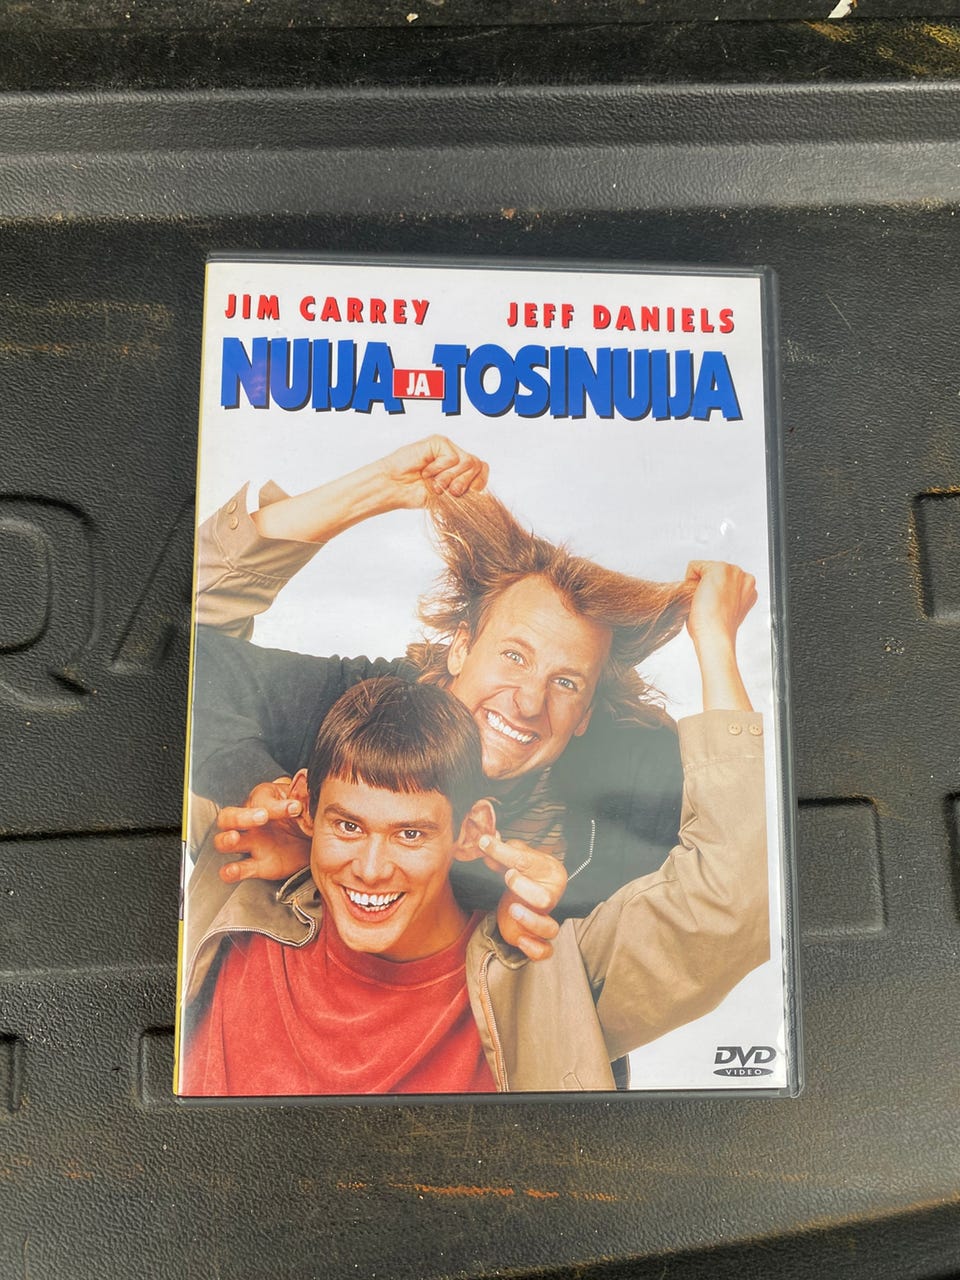 JIM CARREY JEFF DANIELS
NUIJA JA TOSINUIJA
DVD
VIDEO